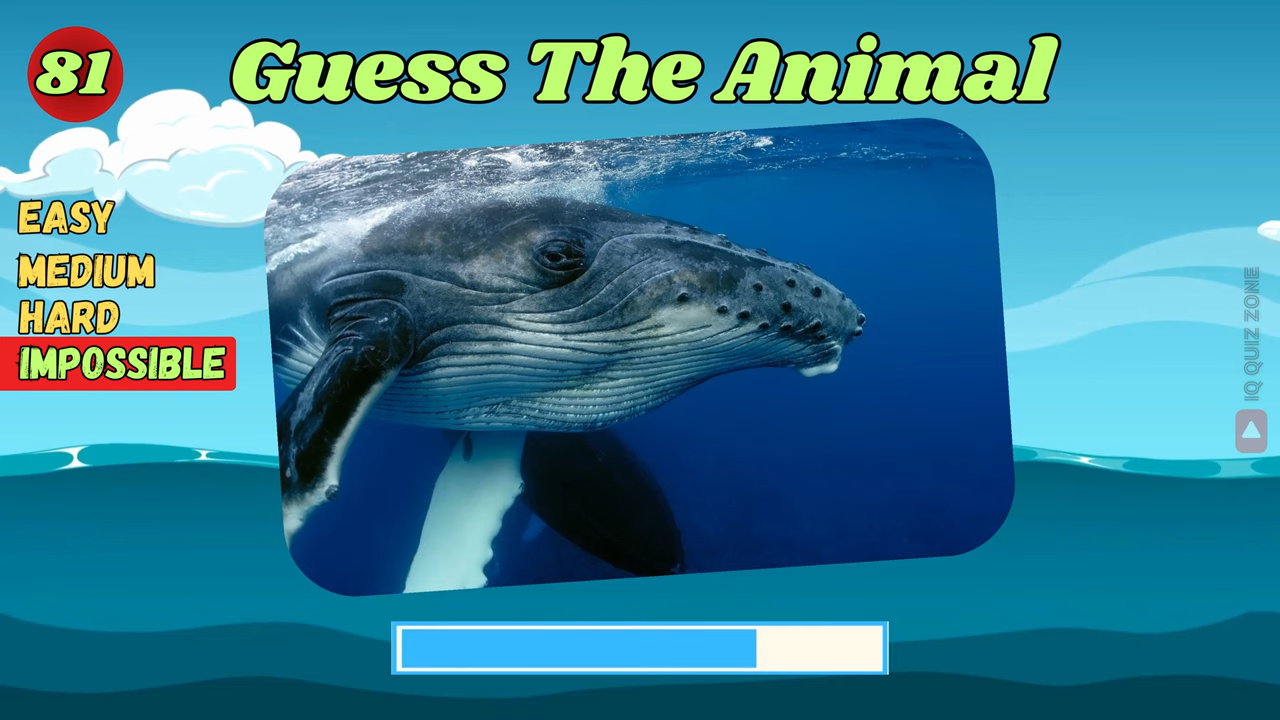 81
Guess The Animal
EASY
MEDIUM
HARD
IMPOSSIBLE
IQ QUIZ ZONE